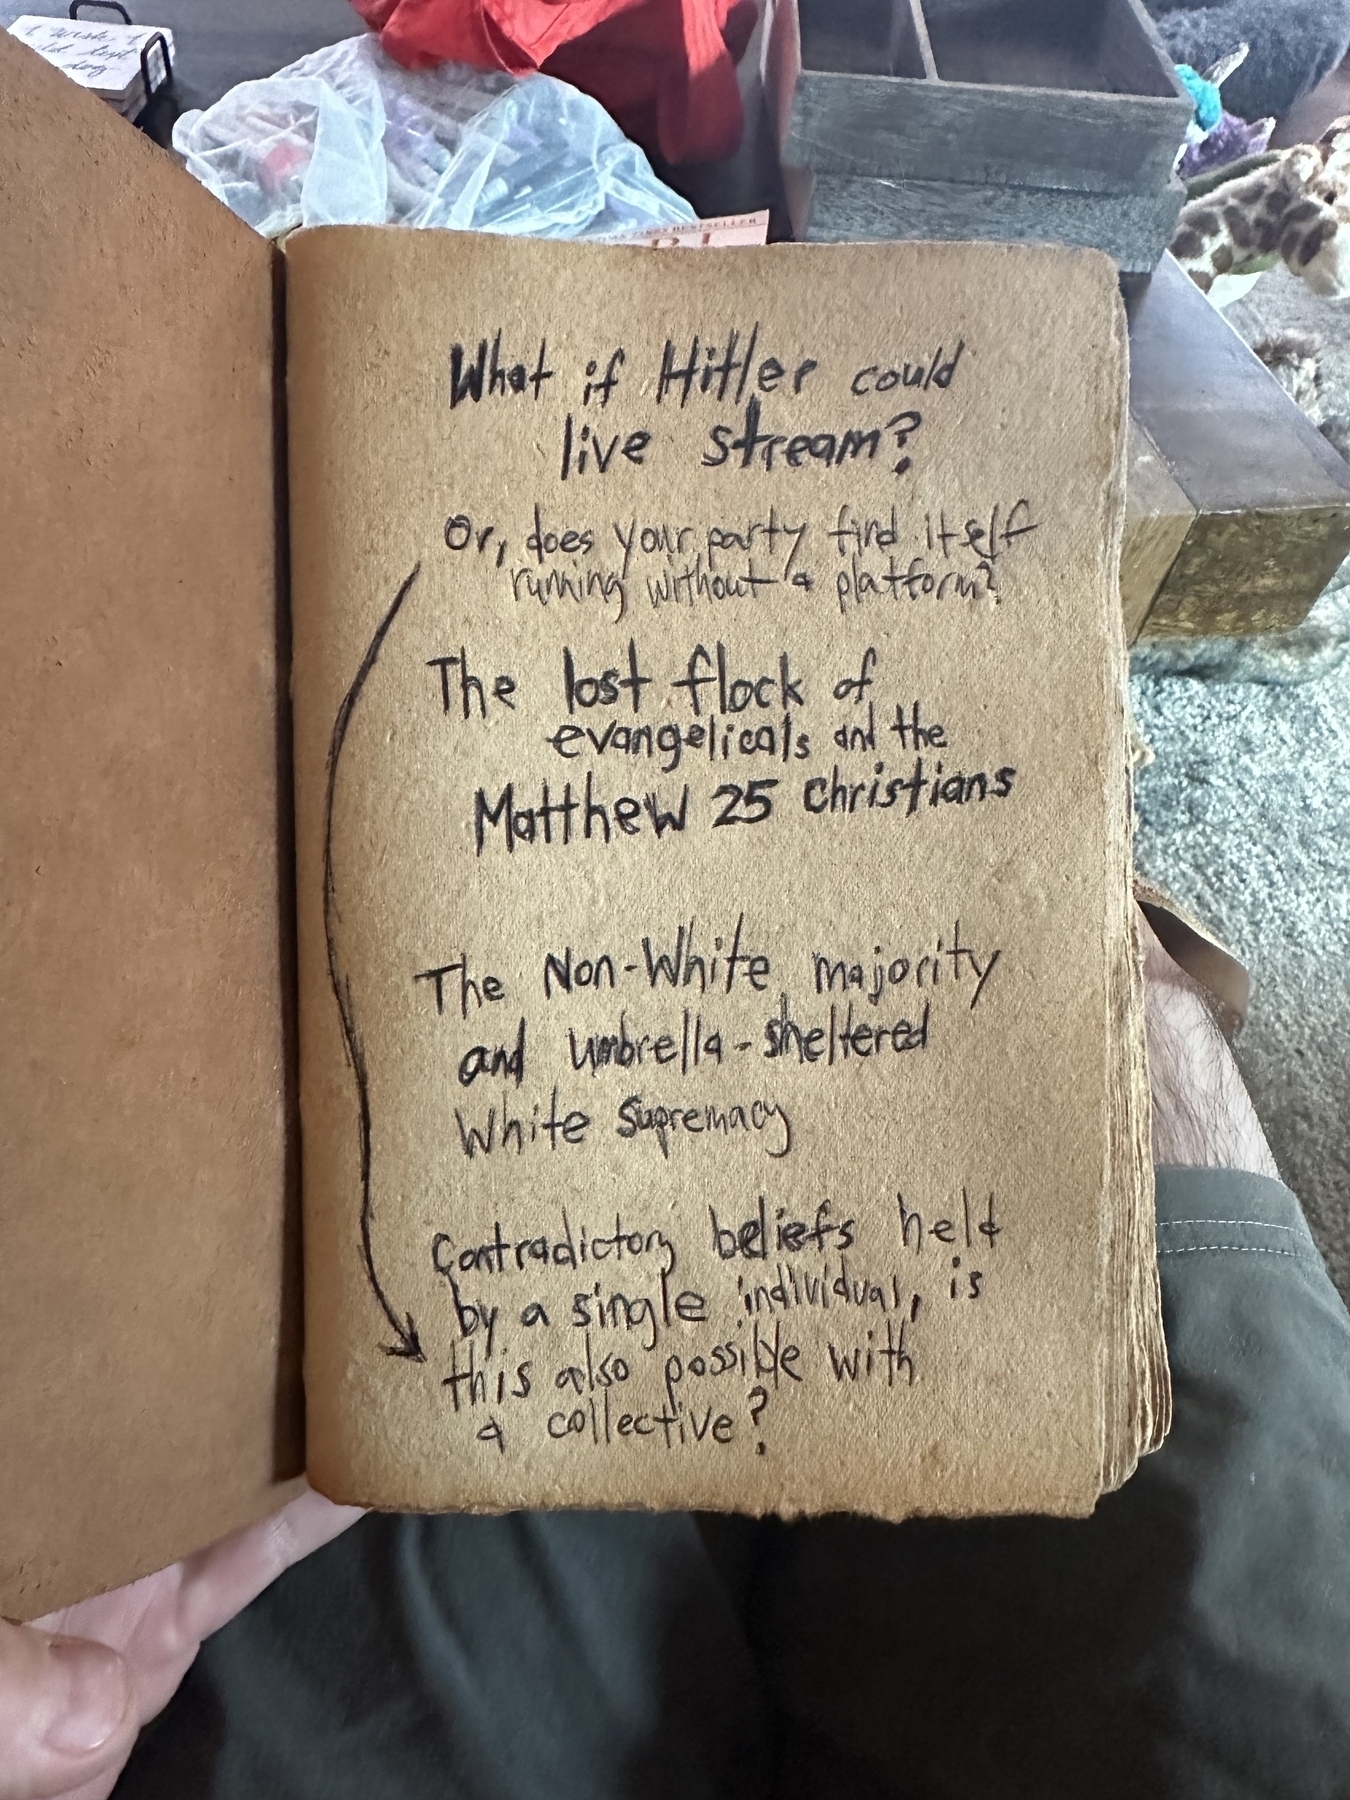 What if Hitler could
live stream?
Or, does your party find itself
running without a platform?
The lost flock of
evangelicals and the
Matthew 25 Christians
The Non-White majority
and umbrella-sheltered
White Supremacy
Contradictory beliefs held
by a single individual, is
this also possible with
a collective?
I wish I
BESTSELLER